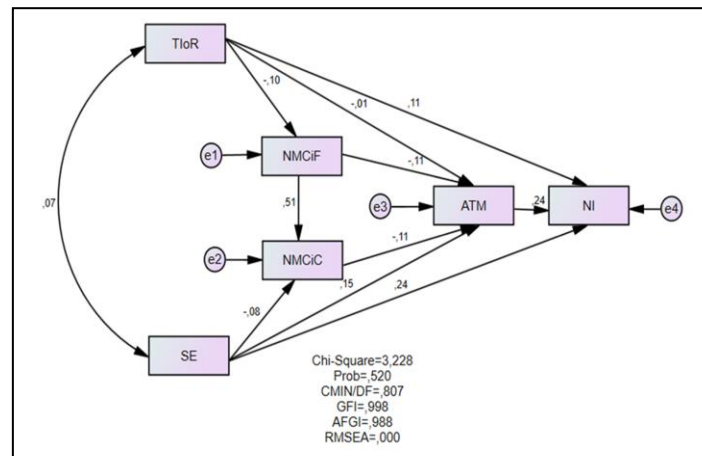 TIoR
-,10
-,01
,11
e1
NMCiF
-,11
,07
,51
e3
ATM
,24
NI
e4
e2
NMCiC
-,11
-,08
,15
,24
SE
Chi-Square=3,228
Prob=,520
CMIN/DF=,807
GFI=,998
AFGI=,988
RMSEA=,000